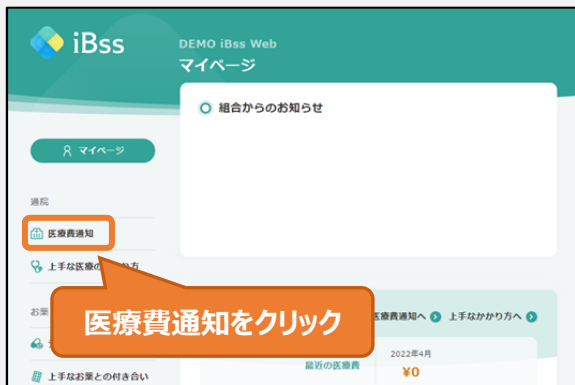 iBss
DEMO iBss Web
マイページ
組合からのお知らせ
マイページ
通院
医療費通知
上手な医療の
り方
医療費通知をクリック
お薬
医療費通知へ
上手なかかり方へ
最近の医療費
2022年4月
¥0
上手なお薬との付き合い